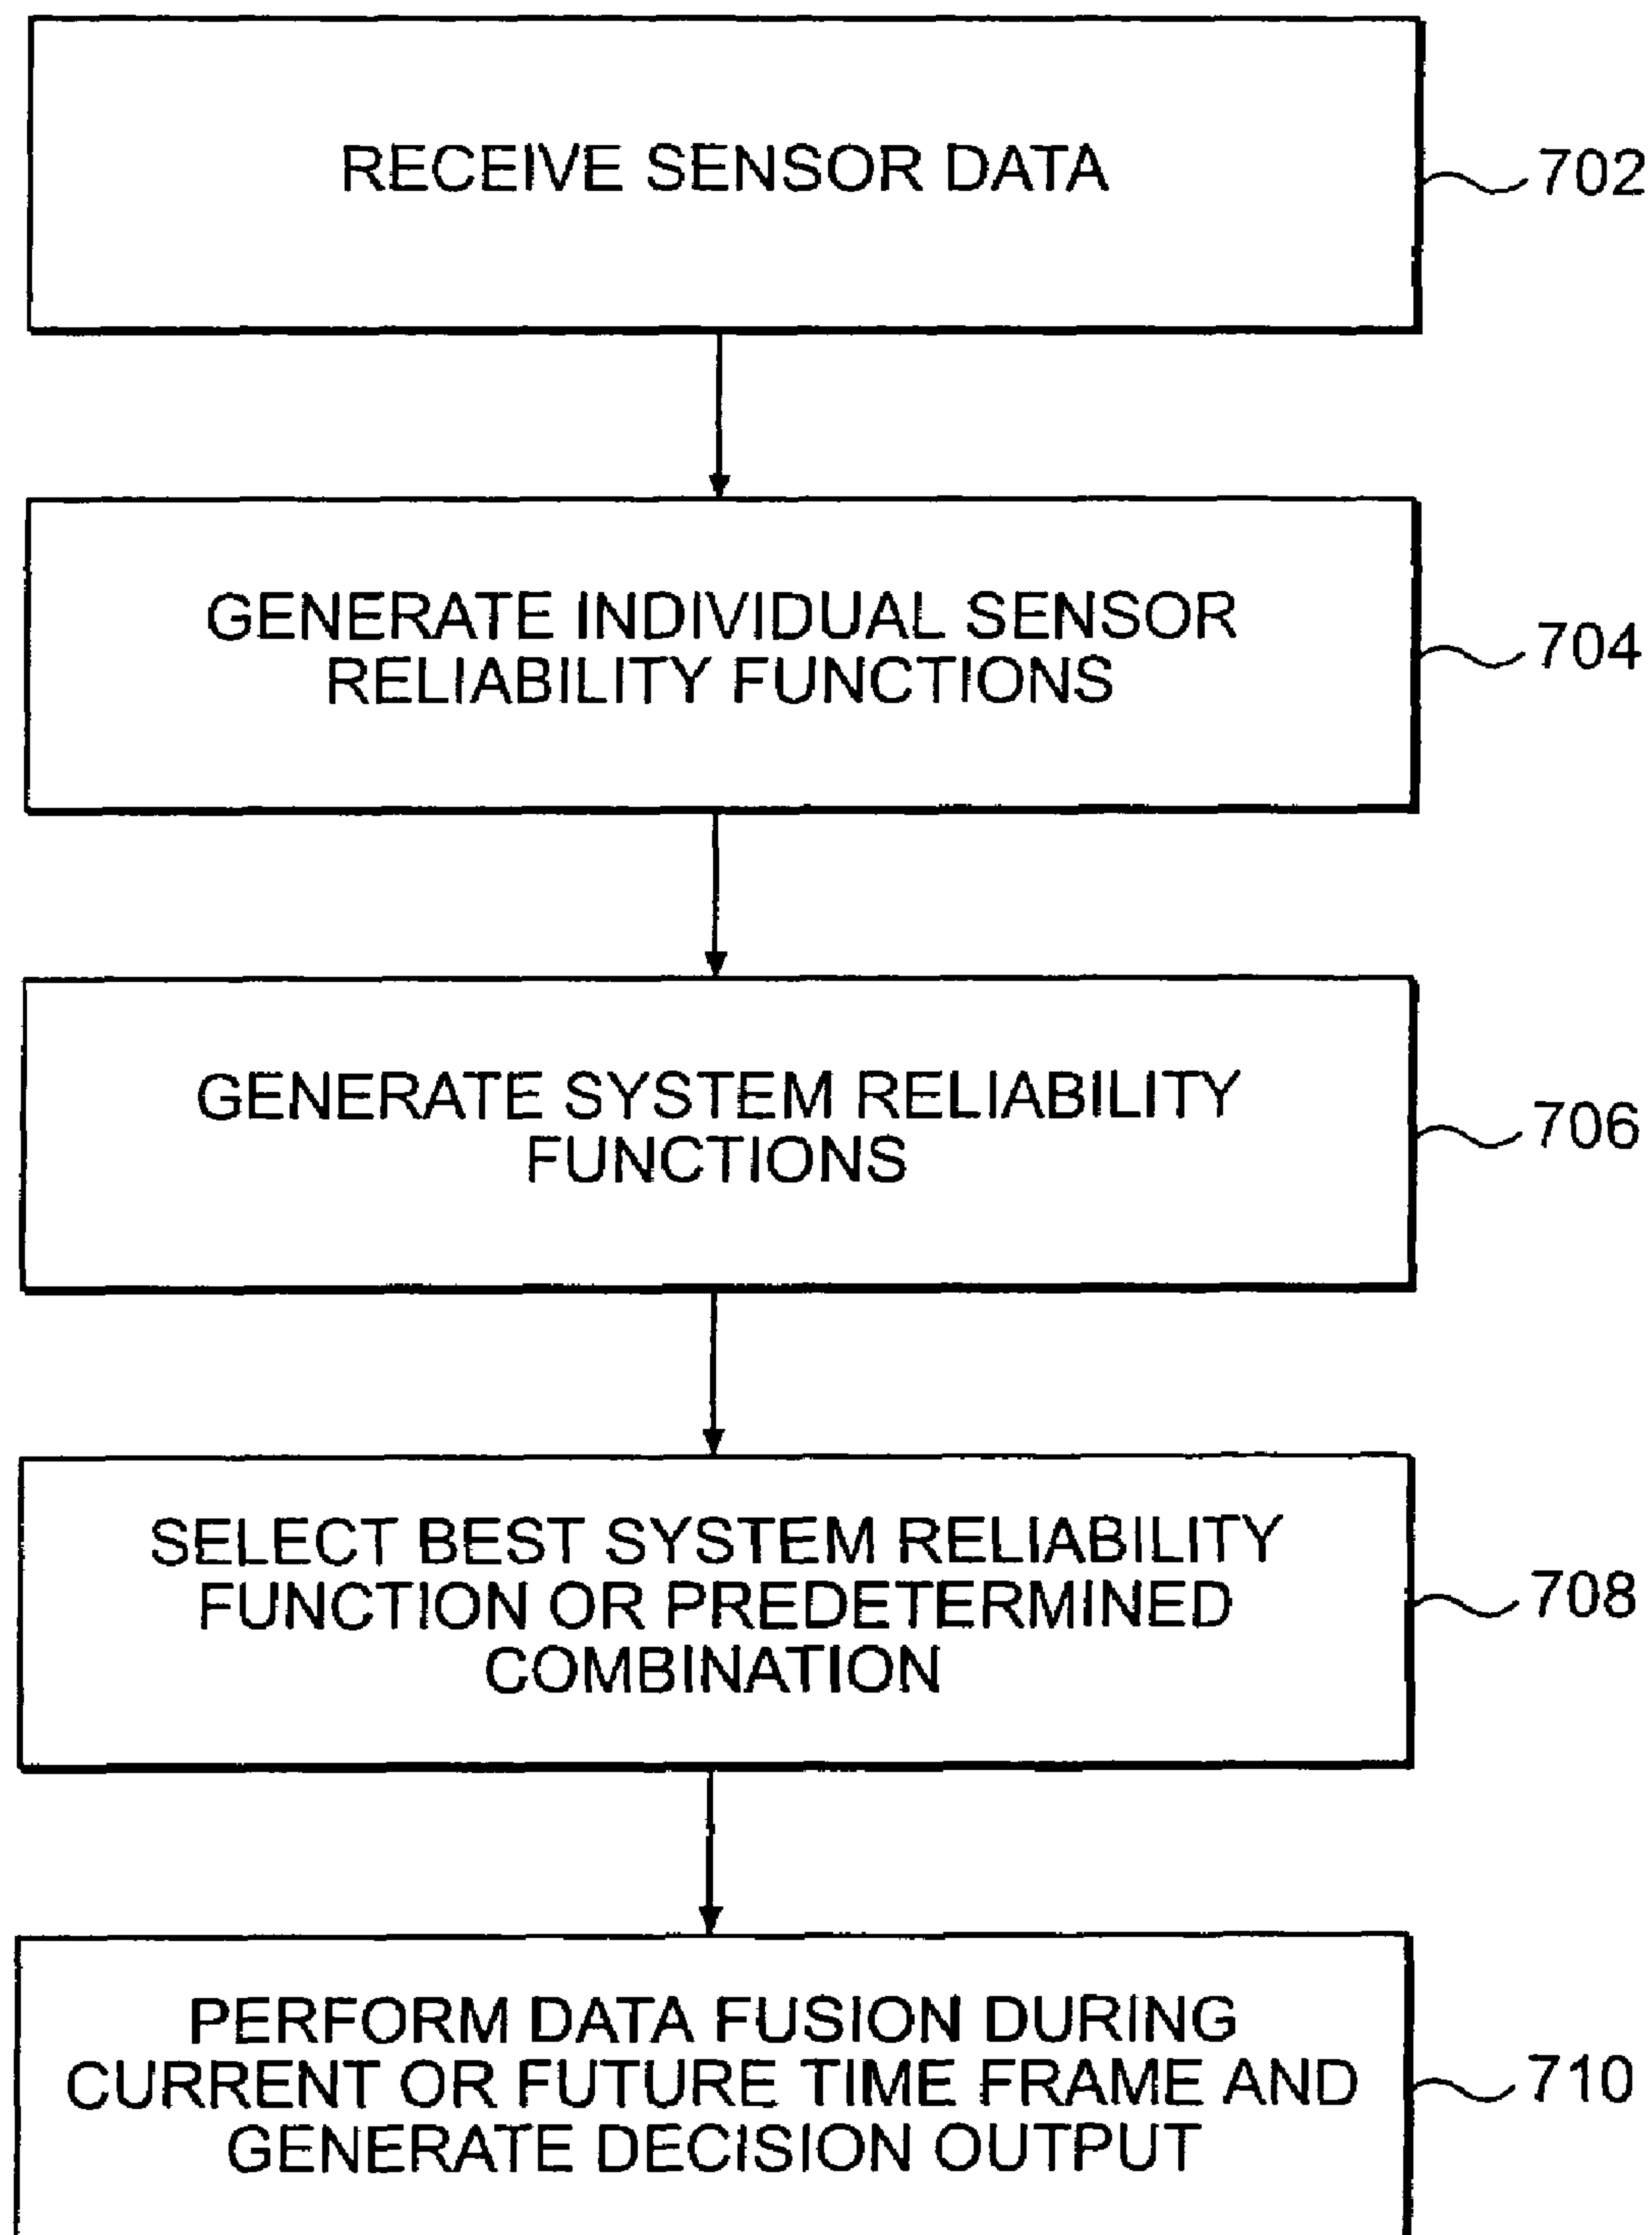 RECEIVE SENSOR DATA
702
GENERATE INDIVIDUAL SENSOR
RELIABILITY FUNCTIONS
704
GENERATE SYSTEM RELIABILITY
FUNCTIONS
706
SELECT BEST SYSTEM RELIABILITY
FUNCTION OR PREDETERMINED
COMBINATION
708
PERFORM DATA FUSION DURING
CURRENT OR FUTURE TIME FRAME AND
GENERATE DECISION OUTPUT
710